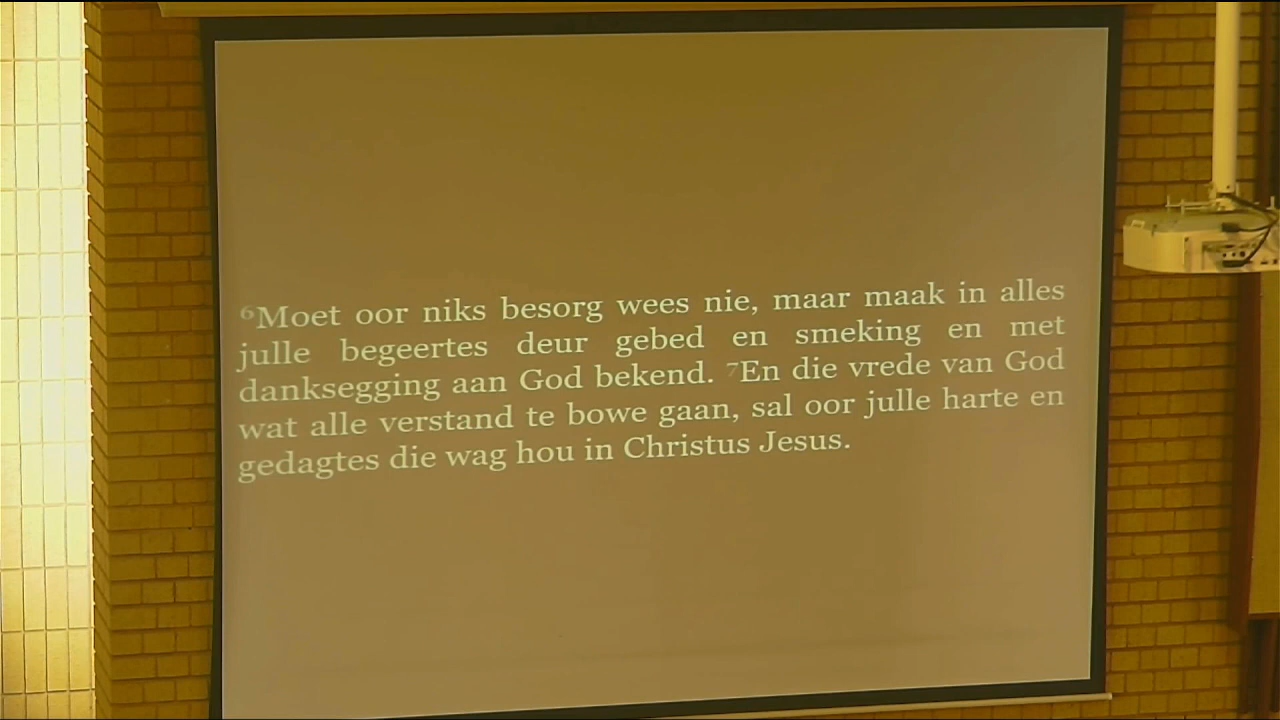 ⁶Moet oor niks besorg wees nie, maar maak in alles
julle begeertes deur gebed en smeking en met
danksegging aan God bekend. ⁷En die vrede van God
wat alle verstand te bowe gaan, sal oor julle harte en
gedagtes die wag hou in Christus Jesus.